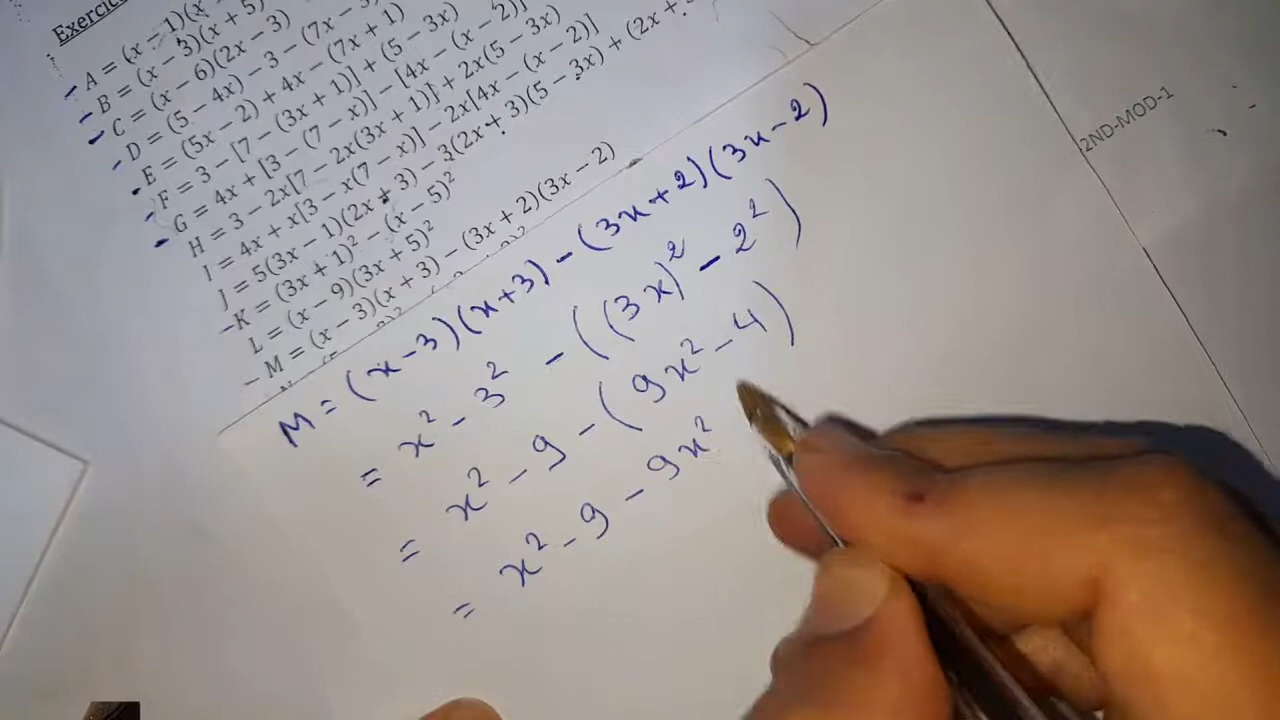 Exercic
- A = (x − 1)(x
- B = (x − 3)(x + 5)
- C = (x − 6)(2x − 3)
- D = (5 − 4x) − 3 − (7x −
E = (5x − 2) + 4x − (7x + 1)
- F = 3 − [7 − (3x + 1)] + (5 − 3x)
- G = 4x + [3 − (7 − x)] − [4x − (x − 2)]
H = 3 − 2x[7 − 2x(3x + 1)] + 2x(5 − 3x)
I = 4x + x[3 − x(7 − x)] − 2x[4x − (x − 2)]
J = 5(3x − 1)(2x + 3) − 3(2x + 3)(5 − 3x) + (2x +
- K = (3x + 1)² − (x − 5)²
L = (x − 9)(3x + 5)²
- M = (x − 3)(x + 3) − (3x + 2)(3x − 2)
2ND-MOD-1
M = (x − 3)(x + 3) − (3x + 2)(3x − 2)
= x² − 3² − ((3x)² − 2²)
= x² − 9 − (9x² − 4)
= x² − 9 − 9x²